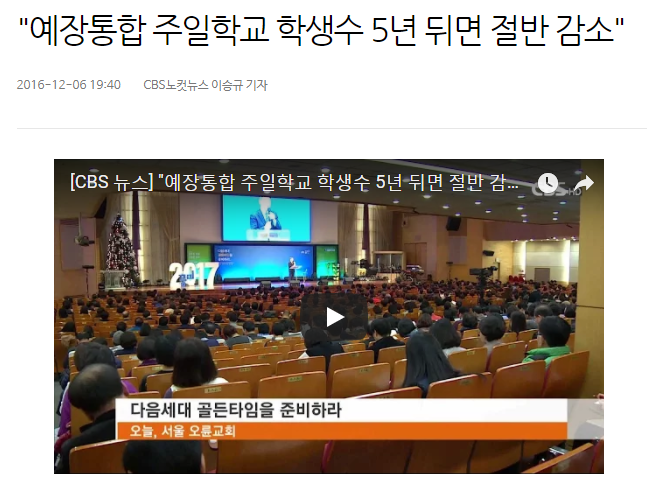 "예장통합 주일학교 학생수 5년 뒤면 절반 감소"
2016-12-06 19:40 CBS노컷뉴스 이승규 기자
[CBS 뉴스] "예장통합 주일학교 학생수 5년 뒤면 절반 감...
CBS HD
2017
다음세대 골든타임을 준비하라
오늘, 서울 오륜교회